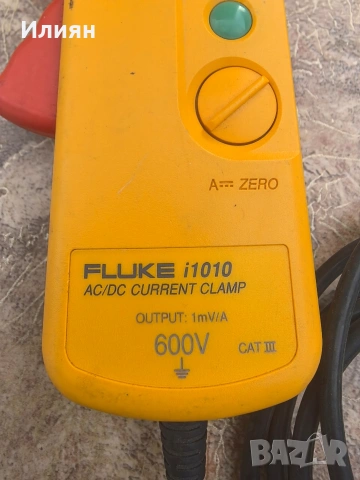 Илиян
A⎓ ZERO
FLUKE i1010
AC/DC CURRENT CLAMP
OUTPUT: 1mV/A
600V
CAT III
BAZAR